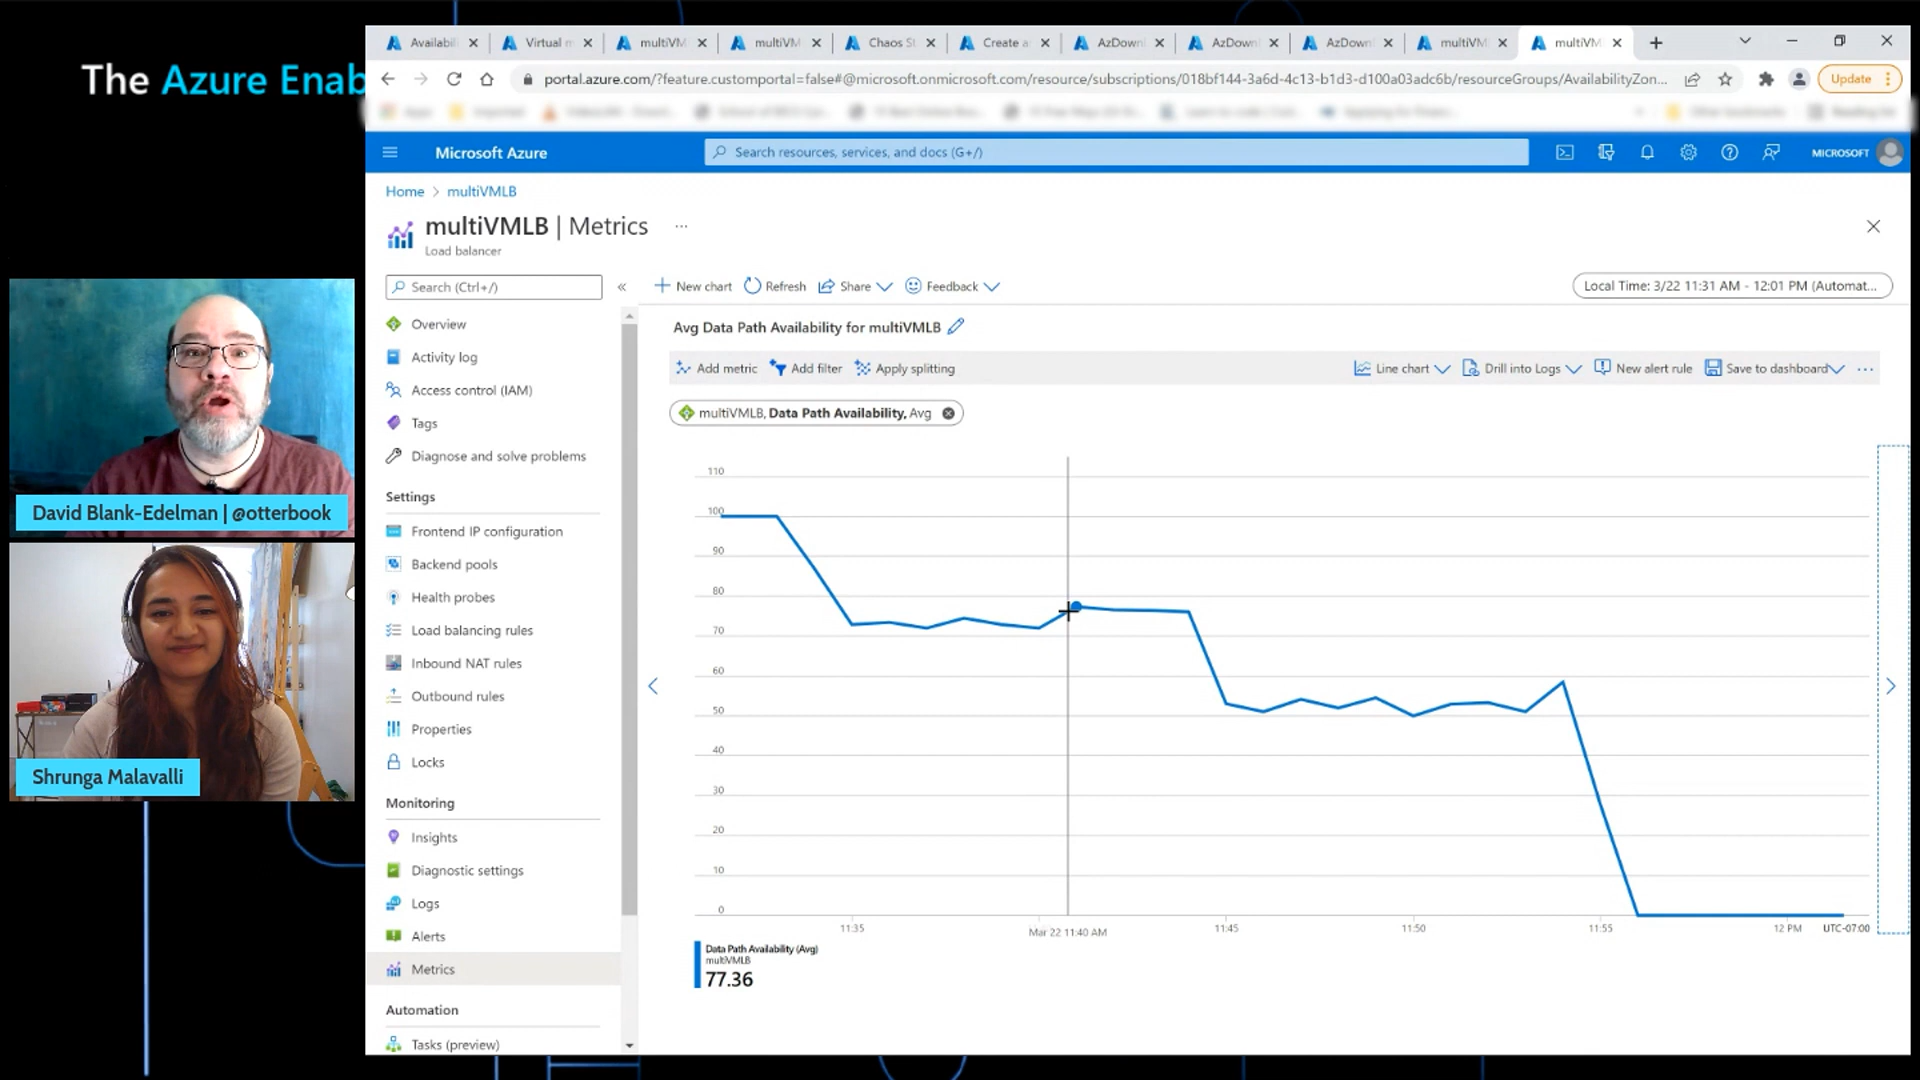 The Azure Enab
Availabil
Virtual m
multiVM
multiVM
Chaos St
Create a
AzDown
AzDown
AzDown
multiVM
multiVM
portal.azure.com/?feature.customportal=false#@microsoft.onmicrosoft.com/resource/subscriptions/018bf144-3a6d-4c13-b1d3-d100a03adc6b/resourceGroups/AvailabilityZon...
Update
Microsoft Azure
Search resources, services, and docs (G+/)
MICROSOFT
Home > multiVMLB
multiVMLB | Metrics ...
Load balancer
Search (Ctrl+/)
«
New chart
Refresh
Share
Feedback
Local Time: 3/22 11:31 AM - 12:01 PM (Automat...
Overview
Activity log
Access control (IAM)
Tags
Diagnose and solve problems
Settings
Frontend IP configuration
Backend pools
Health probes
Load balancing rules
Inbound NAT rules
Outbound rules
Properties
Locks
Monitoring
Insights
Diagnostic settings
Logs
Alerts
Metrics
Automation
Tasks (preview)
Avg Data Path Availability for multiVMLB
Add metric
Add filter
Apply splitting
Line chart
Drill into Logs
New alert rule
Save to dashboard
...
multiVMLB, Data Path Availability, Avg
110
100
90
80
70
60
50
40
30
20
10
0
11:35
Mar 22 11:40 AM
11:45
11:50
11:55
12 PM
UTC-07:00
Data Path Availability (Avg)
multiVMLB
77.36
David Blank-Edelman | @otterbook
Shrunga Malavalli